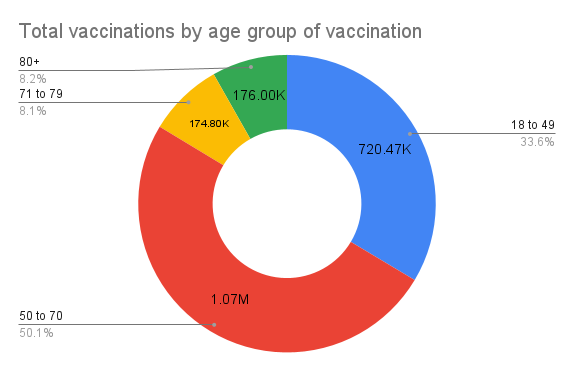 Total vaccinations by age group of vaccination
80+
8.2%
71 to 79
8.1%
176.00K
174.80K
18 to 49
33.6%
720.47K
1.07M
50 to 70
50.1%